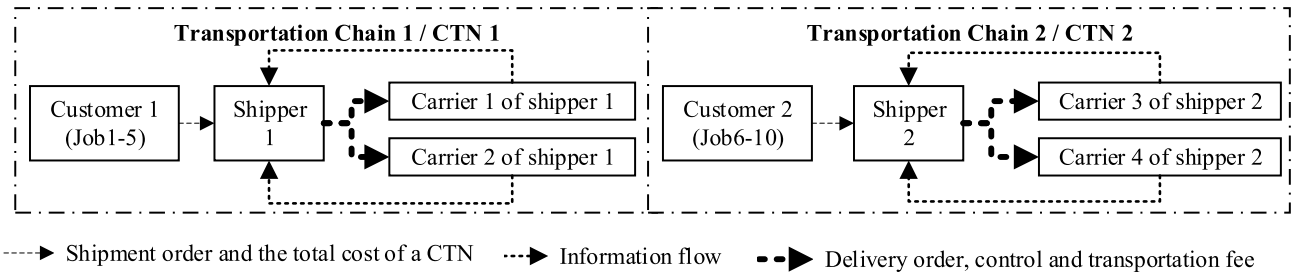 Transportation Chain 1 / CTN 1
Customer 1
(Job1-5)
Shipper
1
Carrier 1 of shipper 1
Carrier 2 of shipper 1
Transportation Chain 2 / CTN 2
Customer 2
(Job6-10)
Shipper
2
Carrier 3 of shipper 2
Carrier 4 of shipper 2
Shipment order and the total cost of a CTN
Information flow
Delivery order, control and transportation fee